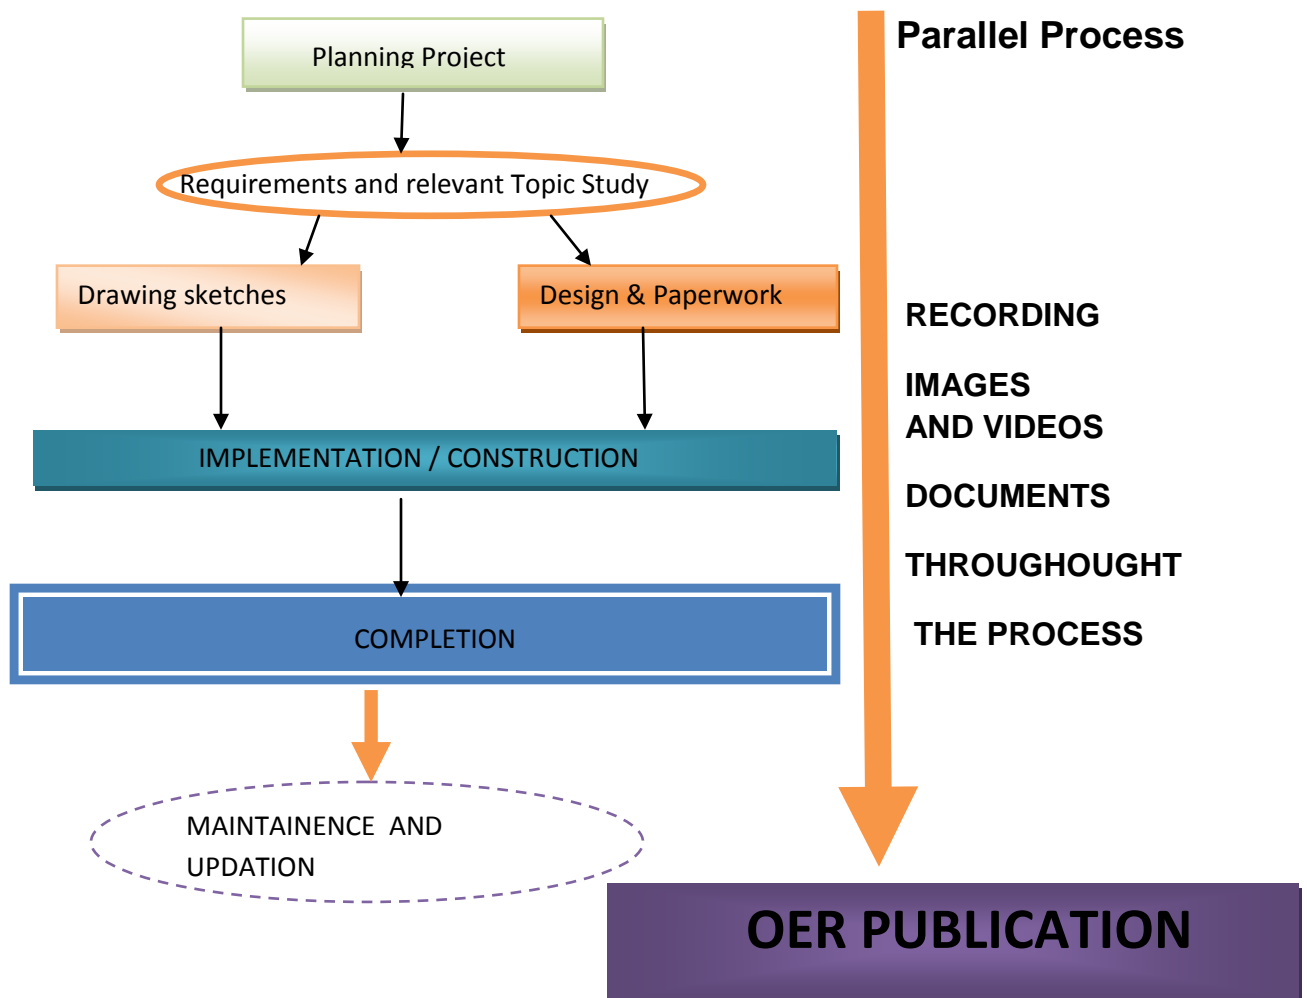 Planning Project
Requirements and relevant Topic Study
Drawing sketches
Design & Paperwork
IMPLEMENTATION / CONSTRUCTION
COMPLETION
MAINTAINENCE AND
UPDATION
Parallel Process
RECORDING
IMAGES
AND VIDEOS
DOCUMENTS
THROUGHOUGHT
THE PROCESS
OER PUBLICATION